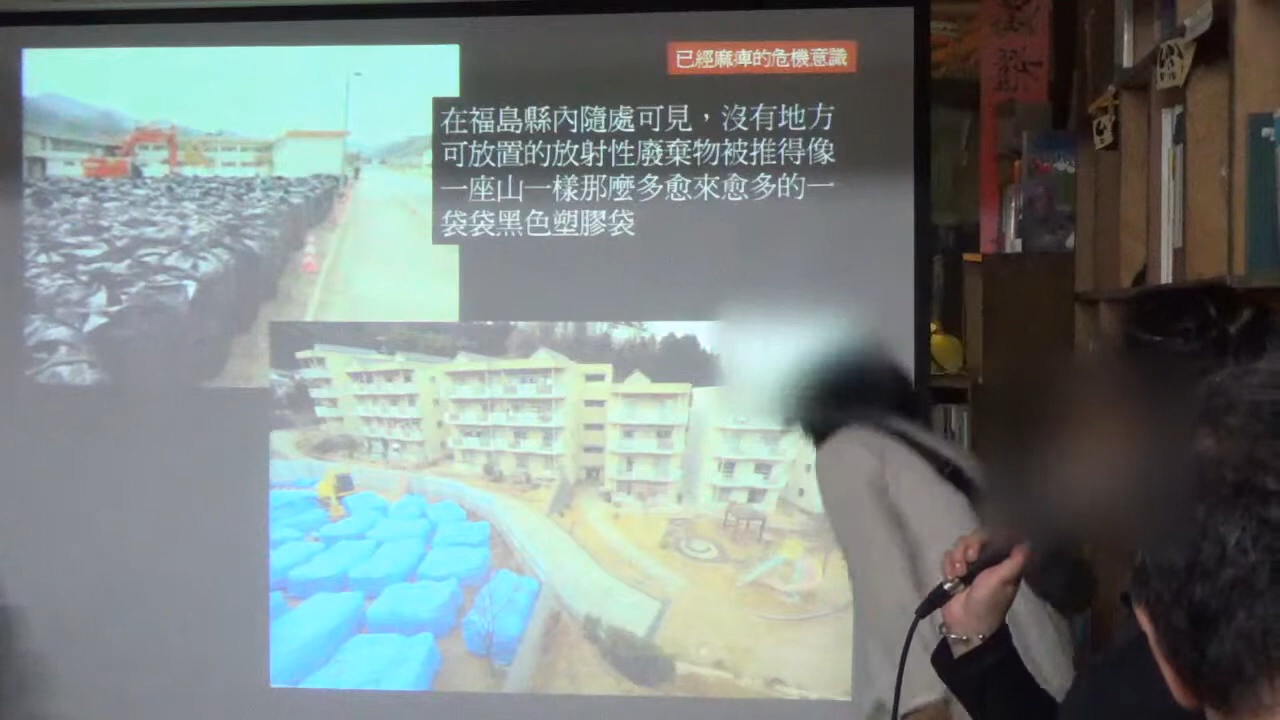 已經麻痺的危機意識
在福島縣內隨處可見，沒有地方
可放置的放射性廢棄物被推得像
一座山一樣那麼多愈來愈多的一
袋袋黑色塑膠袋